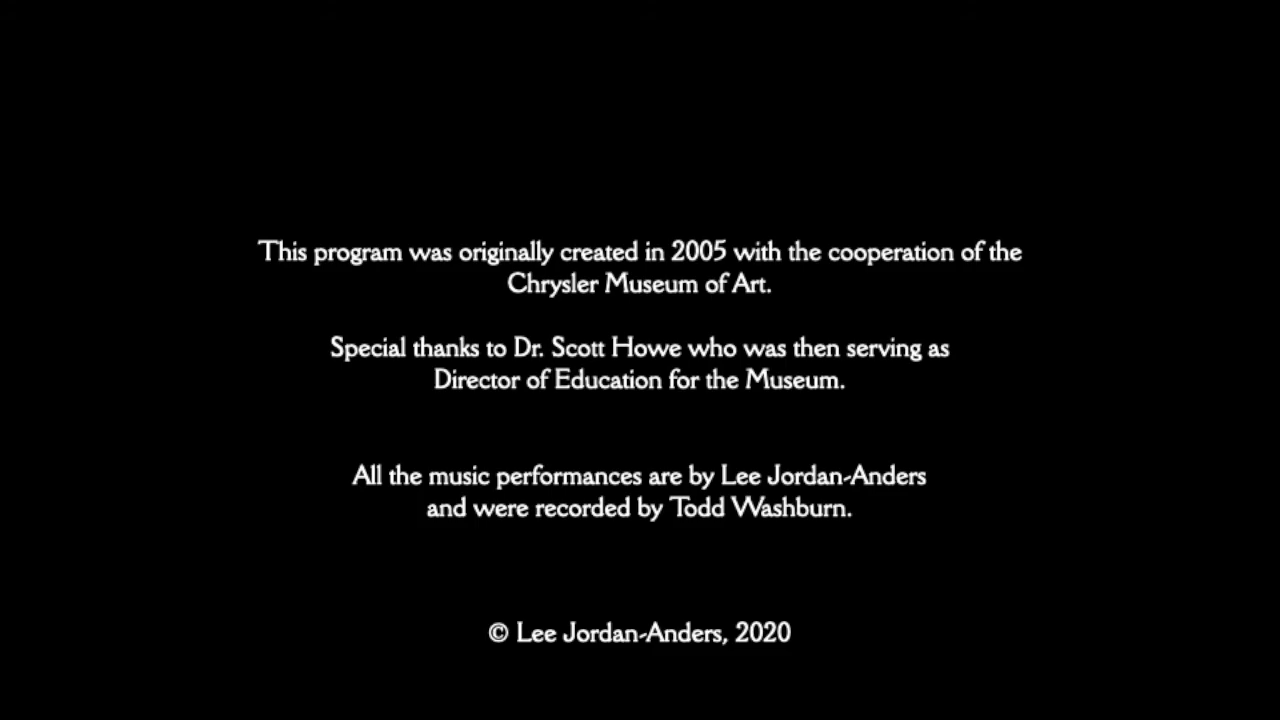 This program was originally created in 2005 with the cooperation of the
Chrysler Museum of Art.
Special thanks to Dr. Scott Howe who was then serving as
Director of Education for the Museum.
All the music performances are by Lee Jordan-Anders
and were recorded by Todd Washburn.
© Lee Jordan-Anders, 2020